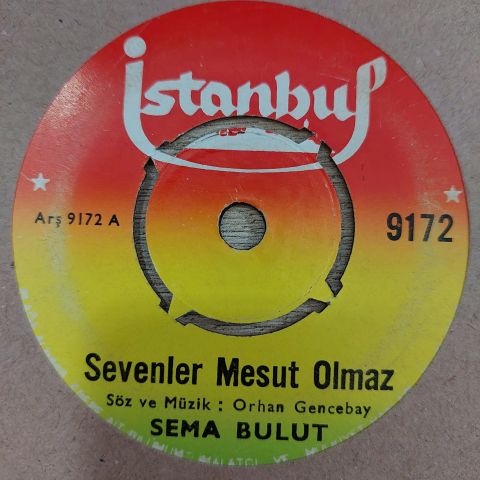 istanbul
Arş 9172 A
9172
Sevenler Mesut Olmaz
Söz ve Müzik : Orhan Gencebay
SEMA BULUT